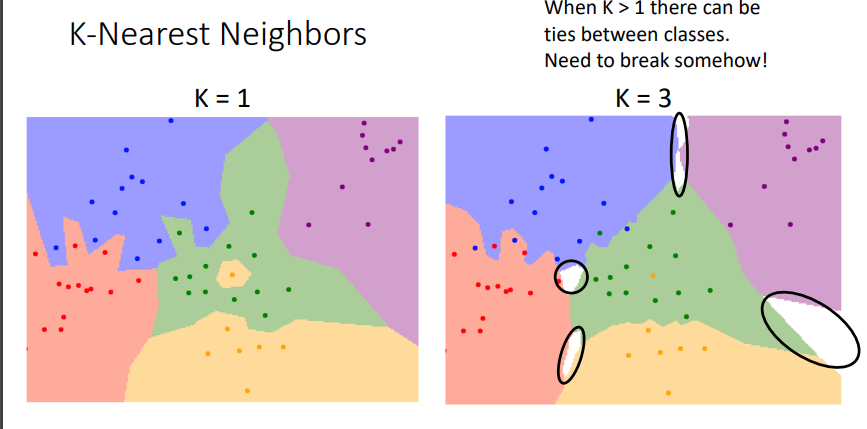 When K > 1 there can be
K-Nearest Neighbors
ties between classes.
Need to break somehow!
K = 1
K = 3